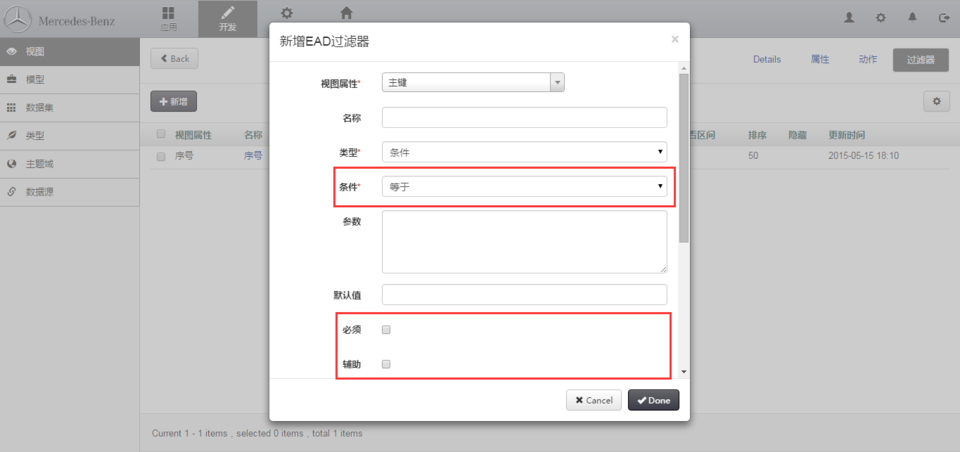 Mercedes-Benz
应用
开发
视图
模型
数据集
类型
主题域
数据源
Back
Details
属性
动作
过滤器
新增
视图属性
名称
否区间
排序
隐藏
更新时间
序号
序号
50
2015-05-15 18:10
Current 1 - 1 items , selected 0 items , total 1 items
新增EAD过滤器
×
视图属性*
主键
名称
类型*
条件
条件*
等于
参数
默认值
必须
辅助
Cancel
Done